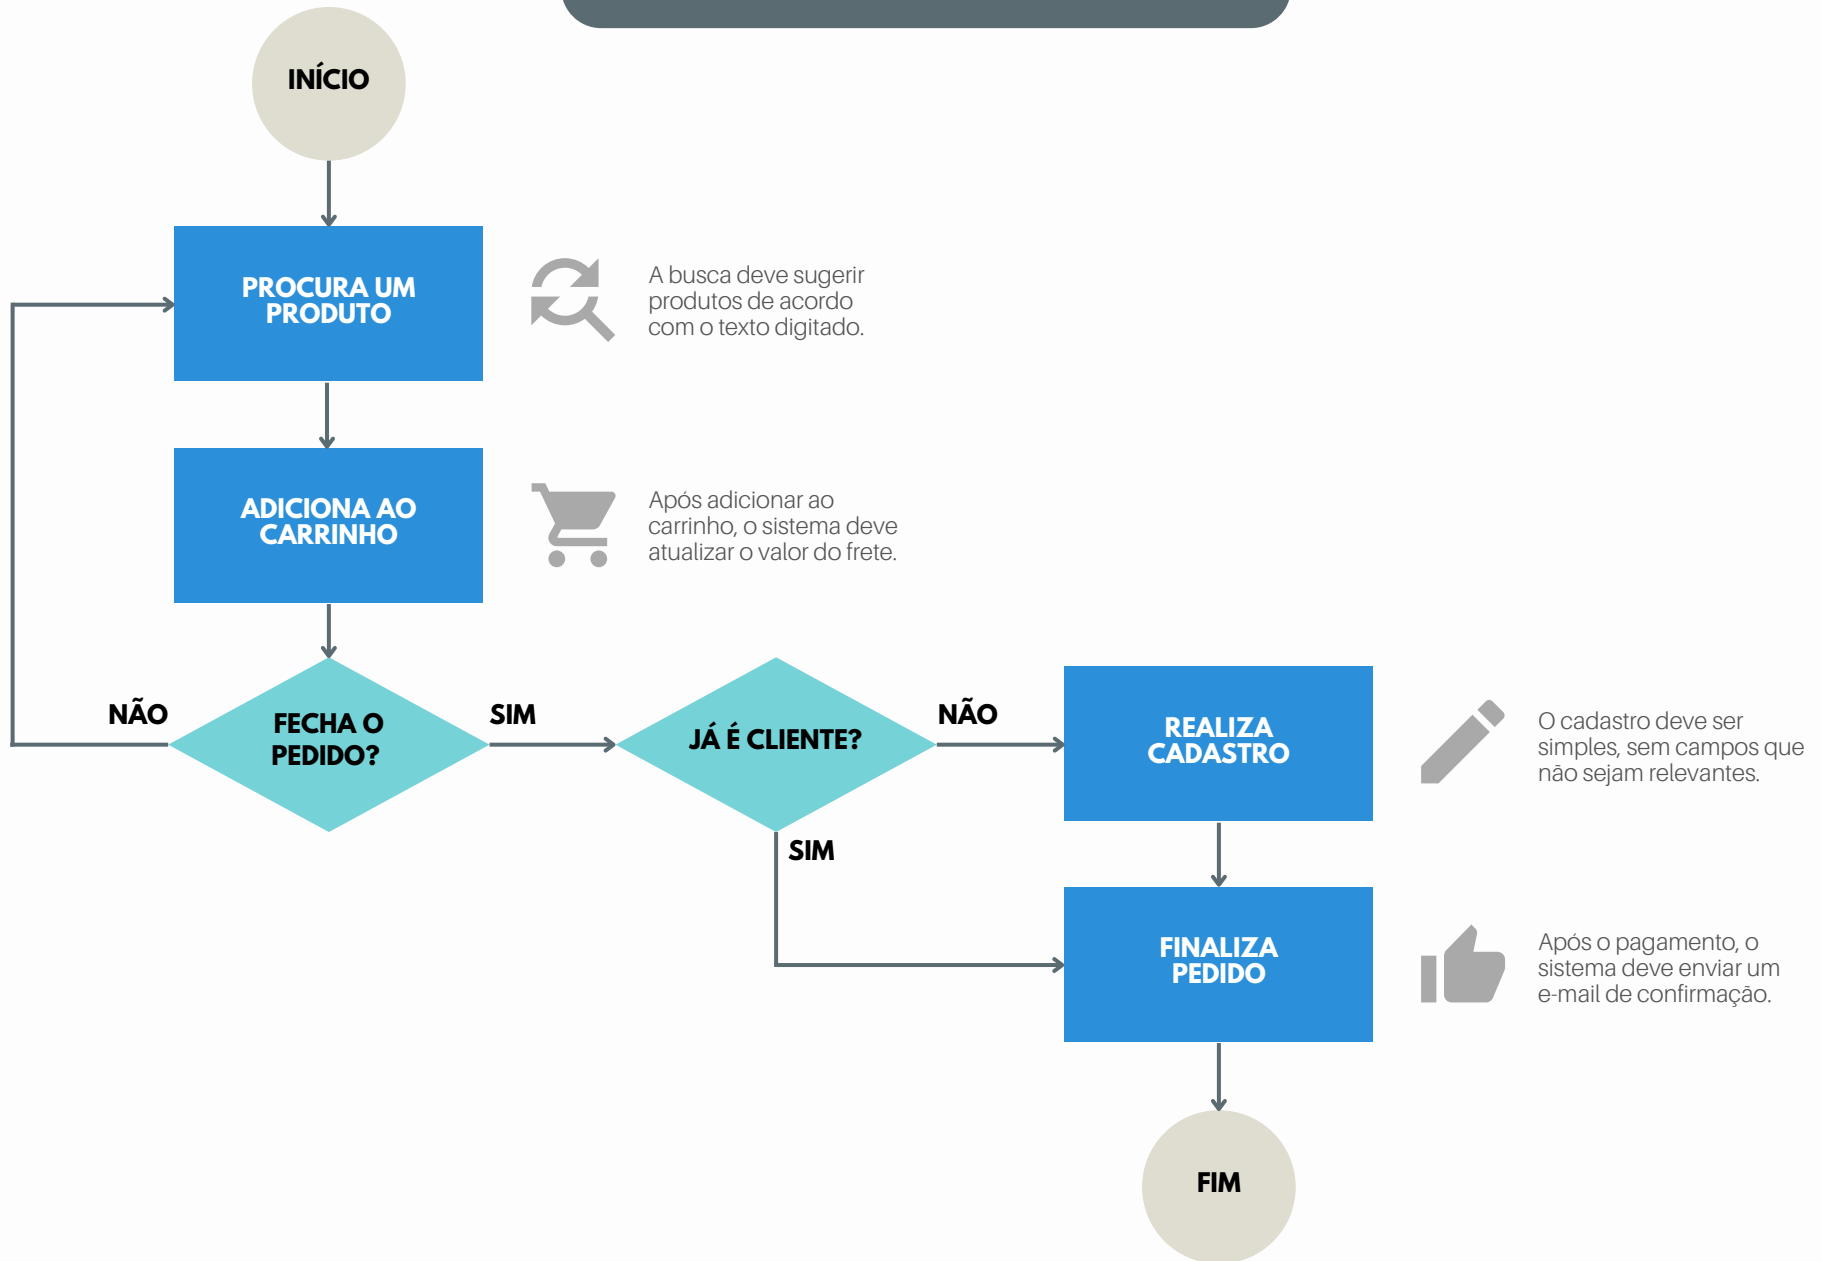 INÍCIO
PROCURA UM
PRODUTO
A busca deve sugerir
produtos de acordo
com o texto digitado.
ADICIONA AO
CARRINHO
Após adicionar ao
carrinho, o sistema deve
atualizar o valor do frete.
NÃO
FECHA O
PEDIDO?
SIM
JÁ É CLIENTE?
NÃO
SIM
REALIZA
CADASTRO
O cadastro deve ser
simples, sem campos que
não sejam relevantes.
FINALIZA
PEDIDO
Após o pagamento, o
sistema deve enviar um
e-mail de confirmação.
FIM